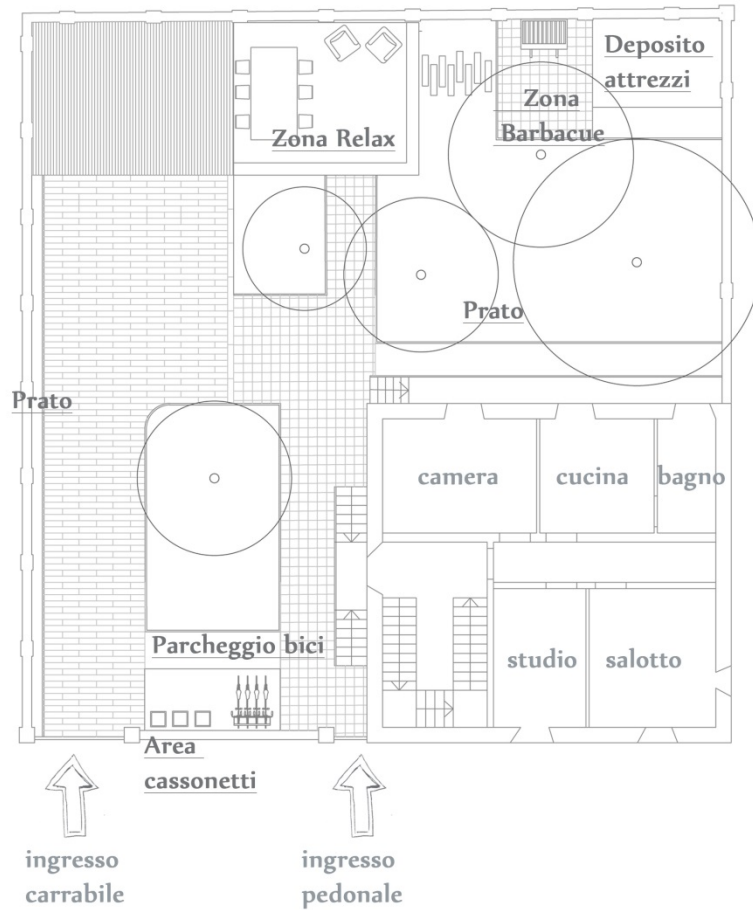 Deposito
attrezzi
Zona
Barbacue
Zona Relax
Prato
Prato
camera
cucina
bagno
Parcheggio bici
studio
salotto
Area
cassonetti
ingresso
carrabile
ingresso
pedonale